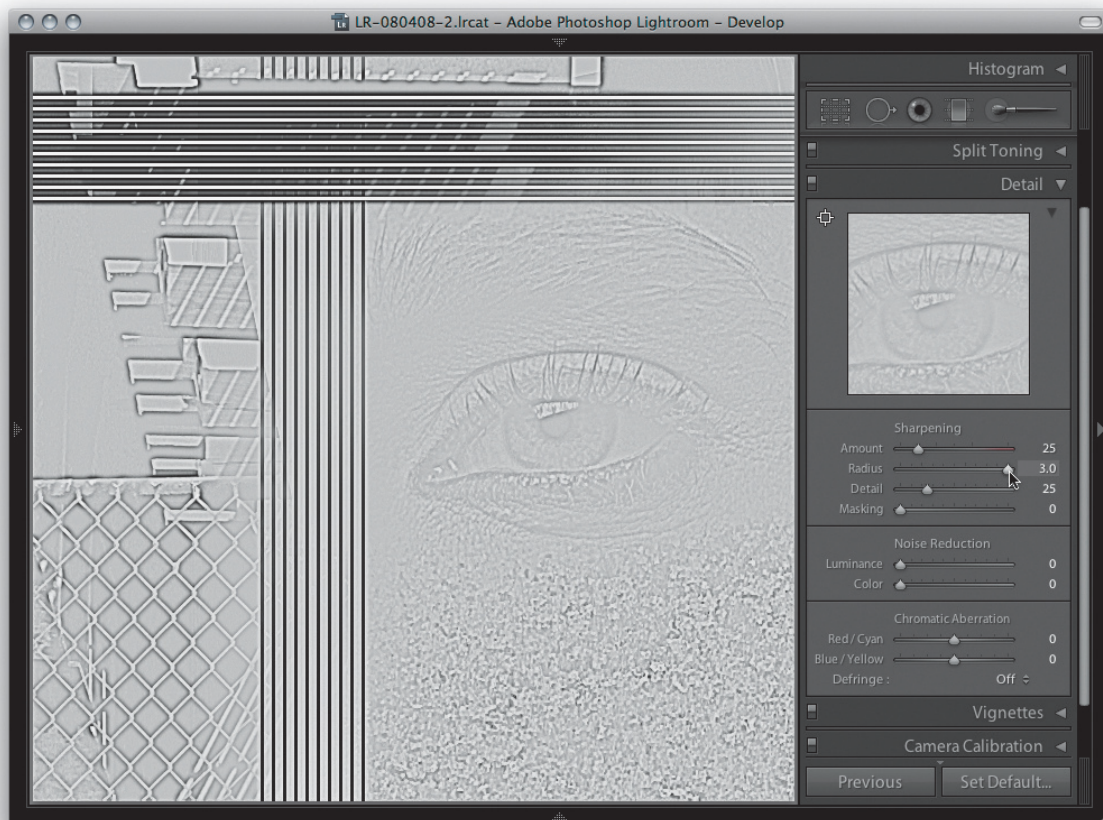 LR-080408-2.lrcat – Adobe Photoshop Lightroom – Develop
Histogram
Split Toning
Detail
Sharpening
Amount 25
Radius 3.0
Detail 25
Masking 0
Noise Reduction
Luminance 0
Color 0
Chromatic Aberration
Red / Cyan 0
Blue / Yellow 0
Defringe : Off
Vignettes
Camera Calibration
Previous Set Default...